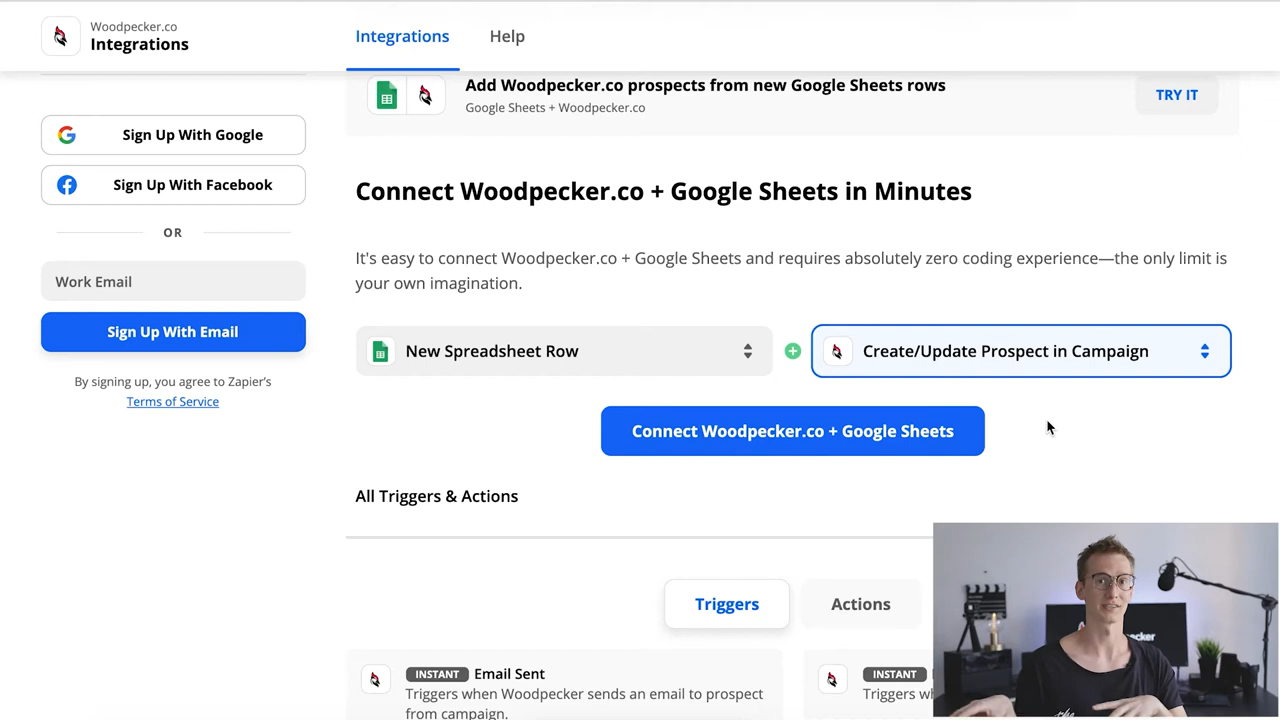 Woodpecker.co
Integrations
Integrations
Help
Add Woodpecker.co prospects from new Google Sheets rows
Google Sheets + Woodpecker.co
TRY IT
Sign Up With Google
Sign Up With Facebook
OR
Work Email
Sign Up With Email
By signing up, you agree to Zapier's
Terms of Service
Connect Woodpecker.co + Google Sheets in Minutes
It's easy to connect Woodpecker.co + Google Sheets and requires absolutely zero coding experience—the only limit is
your own imagination.
New Spreadsheet Row
Create/Update Prospect in Campaign
Connect Woodpecker.co + Google Sheets
All Triggers & Actions
Triggers
Actions
INSTANT Email Sent
Triggers when Woodpecker sends an email to prospect
from campaign.
INSTANT
Triggers